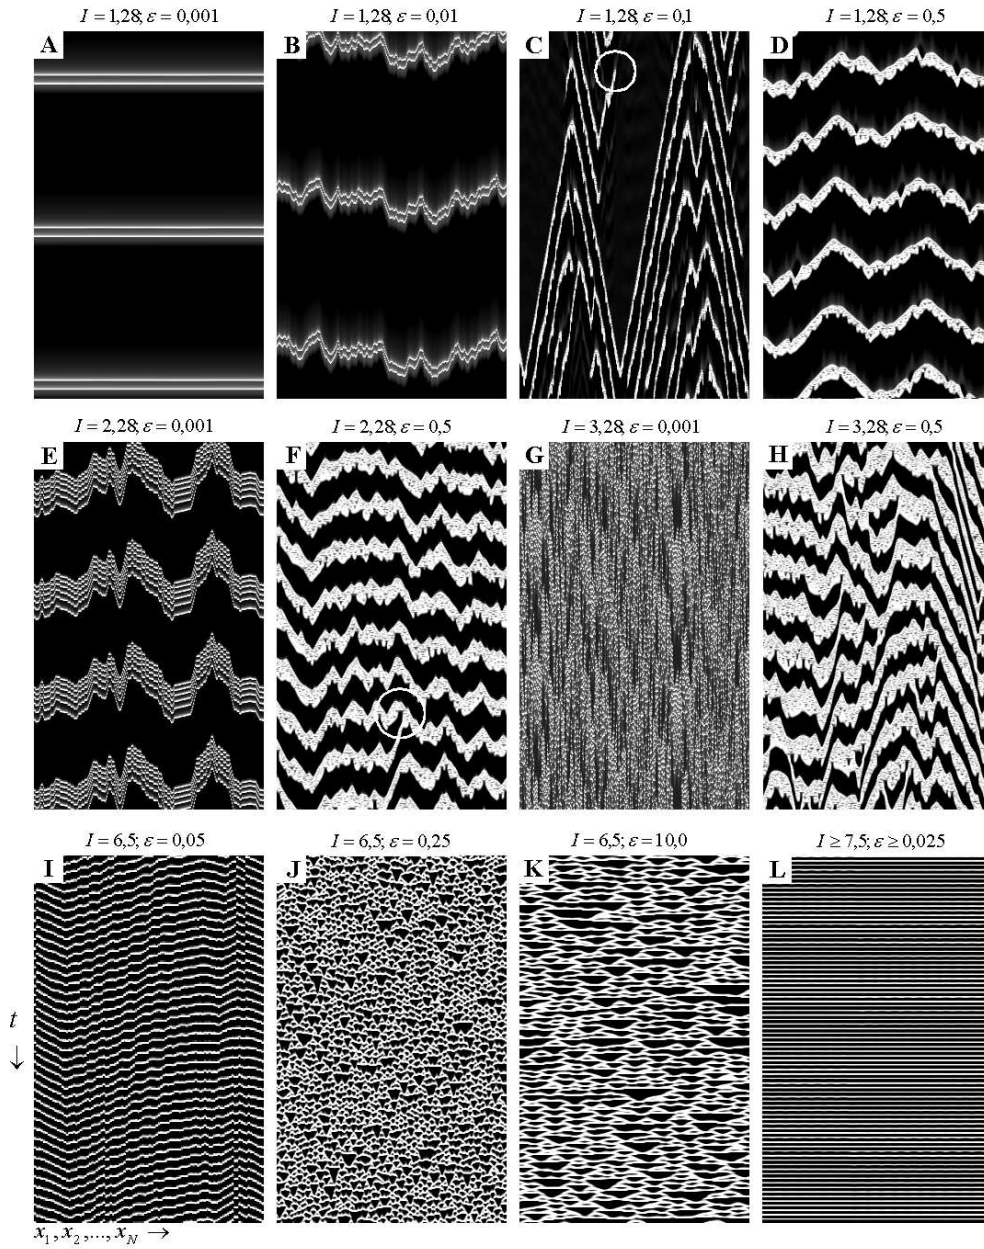 I = 1,28; ε = 0,001
I = 1,28; ε = 0,01
I = 1,28; ε = 0,1
I = 1,28; ε = 0,5
A
B
C
D
I = 2,28; ε = 0,001
I = 2,28; ε = 0,5
I = 3,28; ε = 0,001
I = 3,28; ε = 0,5
E
F
G
H
I = 6,5; ε = 0,05
I = 6,5; ε = 0,25
I = 6,5; ε = 10,0
I ≥ 7,5; ε ≥ 0,025
I
J
K
L
t
↓
x₁, x₂,..., x_N →